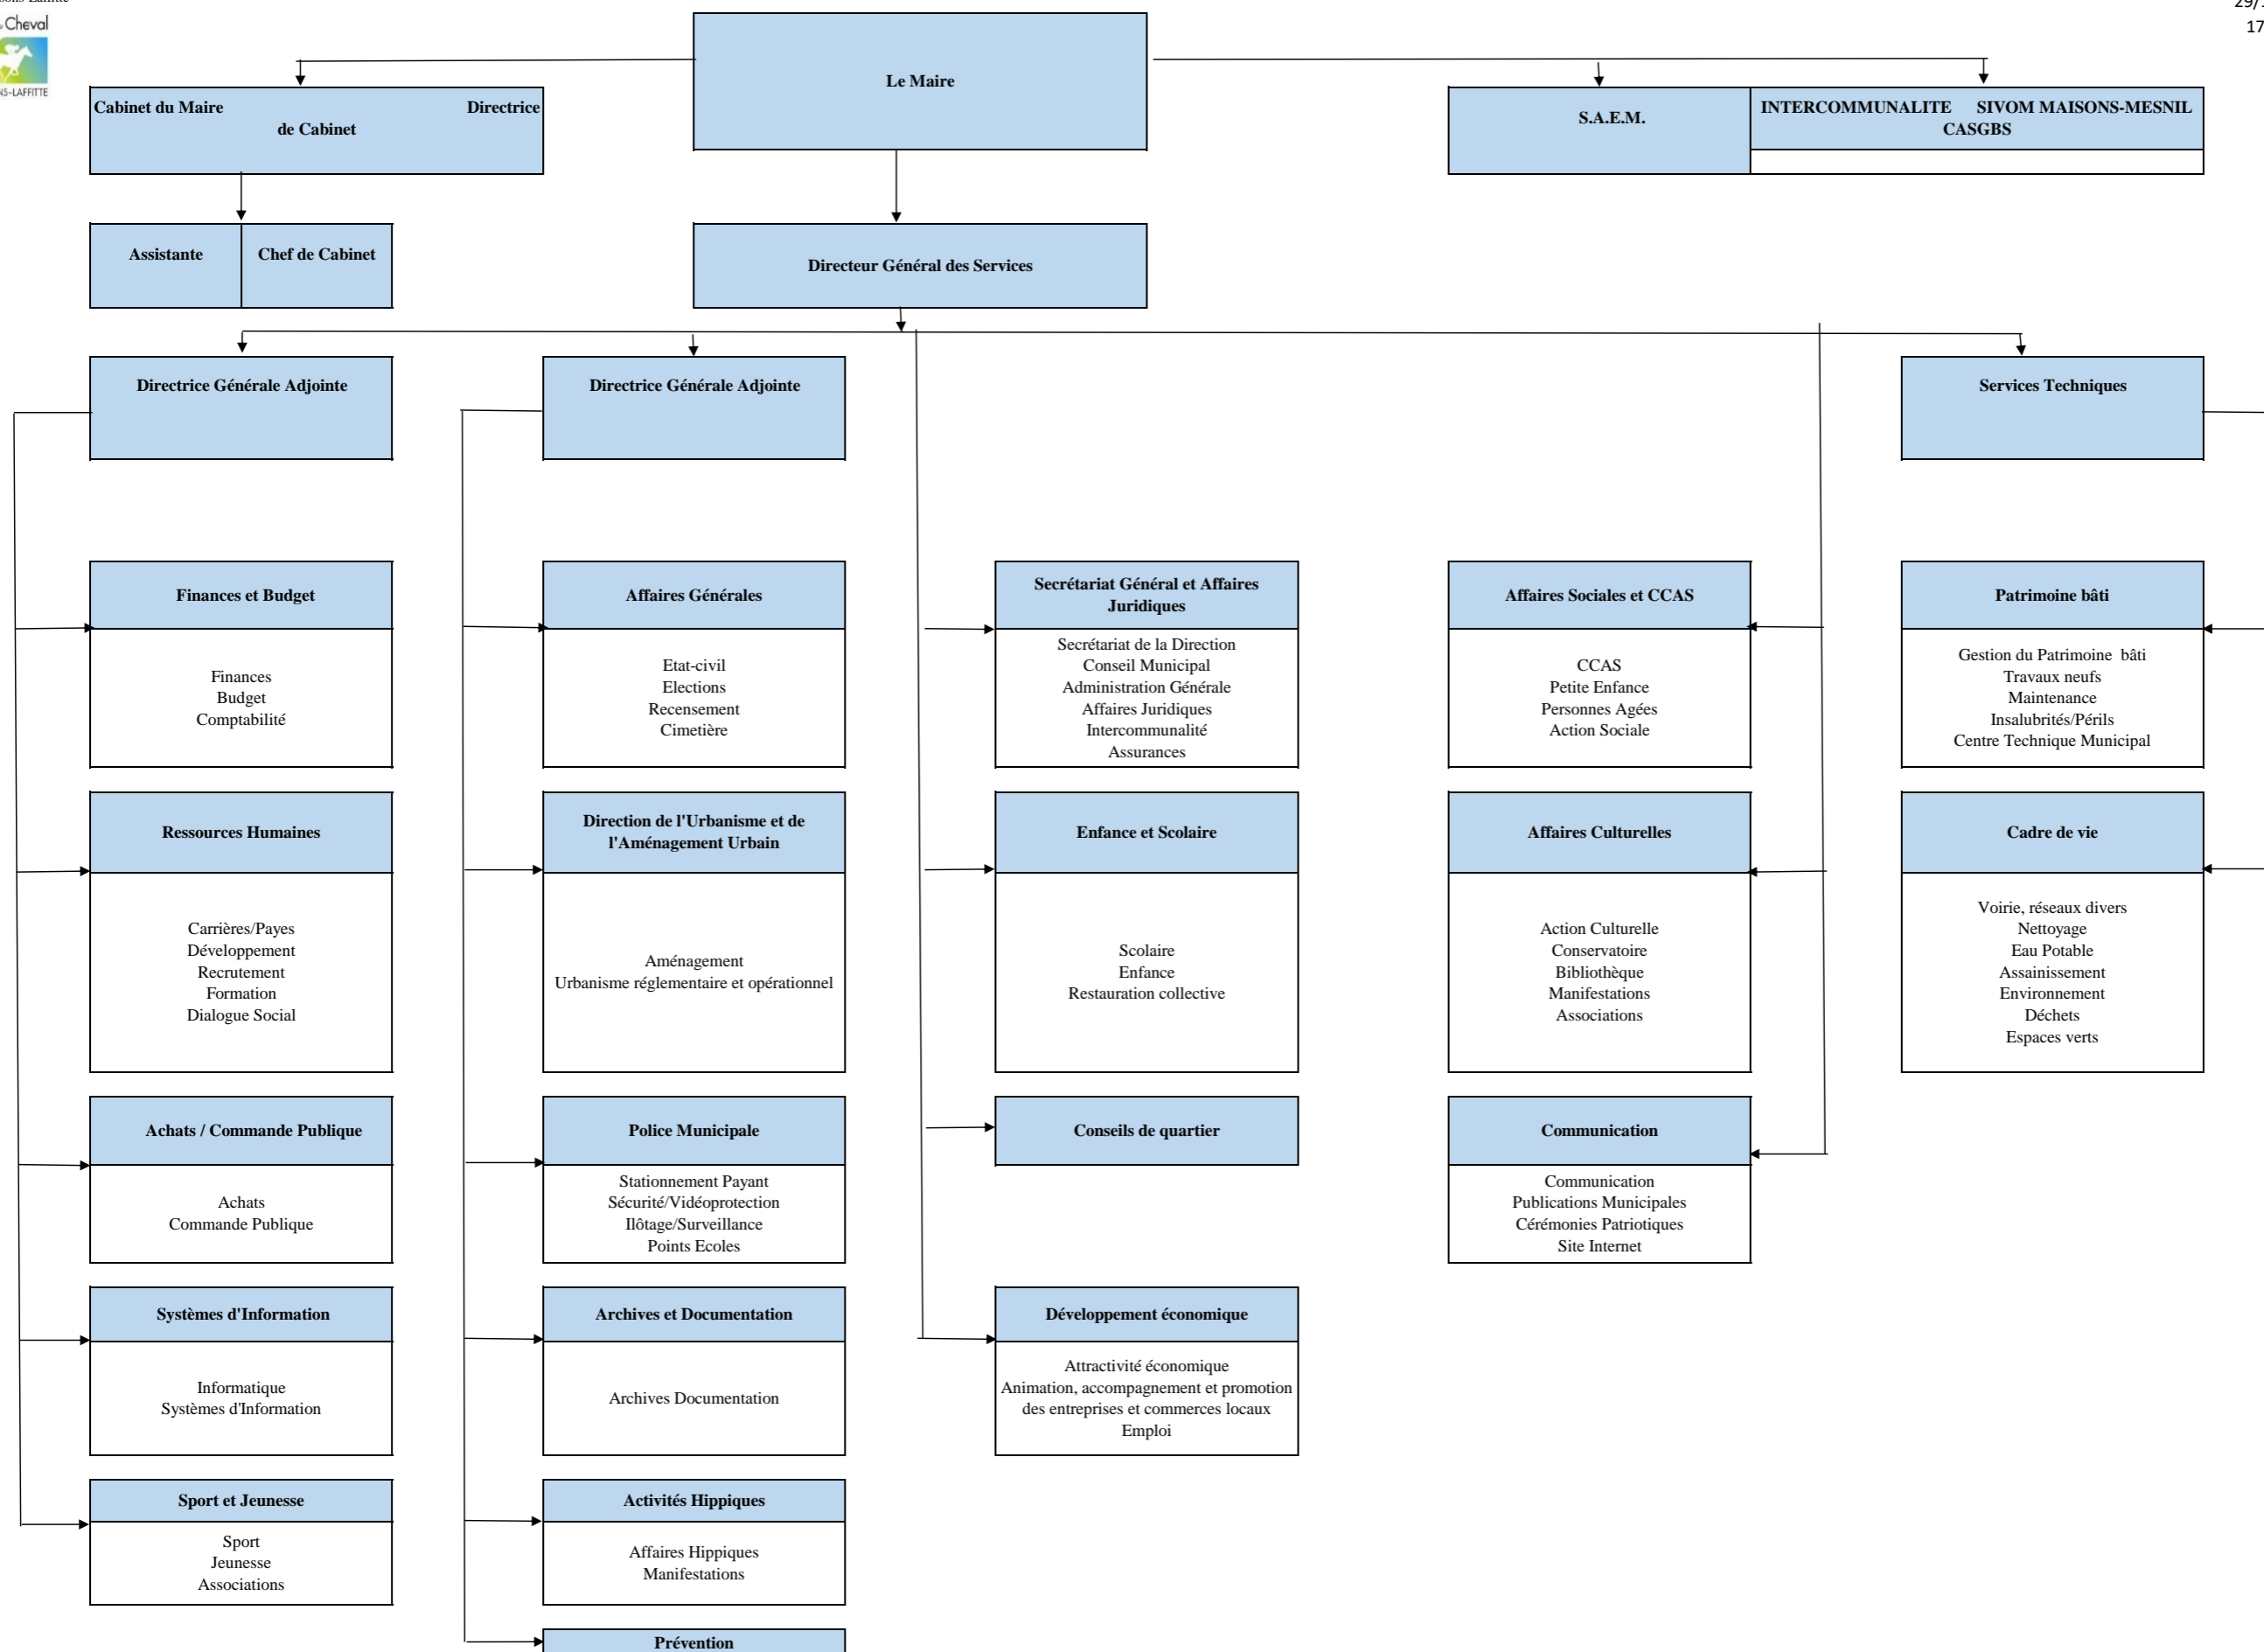 Cheval
Le Maire
Cabinet du Maire Directrice
de Cabinet
S.A.E.M.
INTERCOMMUNALITE SIVOM MAISONS-MESNIL
CASGBS
Assistante
Chef de Cabinet
Directeur Général des Services
Directrice Générale Adjointe
Directrice Générale Adjointe
Services Techniques
Finances et Budget
Finances
Budget
Comptabilité
Affaires Générales
Etat-civil
Elections
Recensement
Cimetière
Secrétariat Général et Affaires
Juridiques
Secrétariat de la Direction
Conseil Municipal
Administration Générale
Affaires Juridiques
Intercommunalité
Assurances
Affaires Sociales et CCAS
CCAS
Petite Enfance
Personnes Agées
Action Sociale
Patrimoine bâti
Gestion du Patrimoine bâti
Travaux neufs
Maintenance
Insalubrités/Périls
Centre Technique Municipal
Ressources Humaines
Carrières/Payes
Développement
Recrutement
Formation
Dialogue Social
Direction de l'Urbanisme et de
l'Aménagement Urbain
Aménagement
Urbanisme réglementaire et opérationnel
Enfance et Scolaire
Scolaire
Enfance
Restauration collective
Affaires Culturelles
Action Culturelle
Conservatoire
Bibliothèque
Manifestations
Associations
Cadre de vie
Voirie, réseaux divers
Nettoyage
Eau Potable
Assainissement
Environnement
Déchets
Espaces verts
Achats / Commande Publique
Achats
Commande Publique
Police Municipale
Stationnement Payant
Sécurité/Vidéoprotection
Ilôtage/Surveillance
Points Ecoles
Conseils de quartier
Communication
Communication
Publications Municipales
Cérémonies Patriotiques
Site Internet
Systèmes d'Information
Informatique
Systèmes d'Information
Archives et Documentation
Archives Documentation
Développement économique
Attractivité économique
Animation, accompagnement et promotion
des entreprises et commerces locaux
Emploi
Sport et Jeunesse
Sport
Jeunesse
Associations
Activités Hippiques
Affaires Hippiques
Manifestations
Prévention